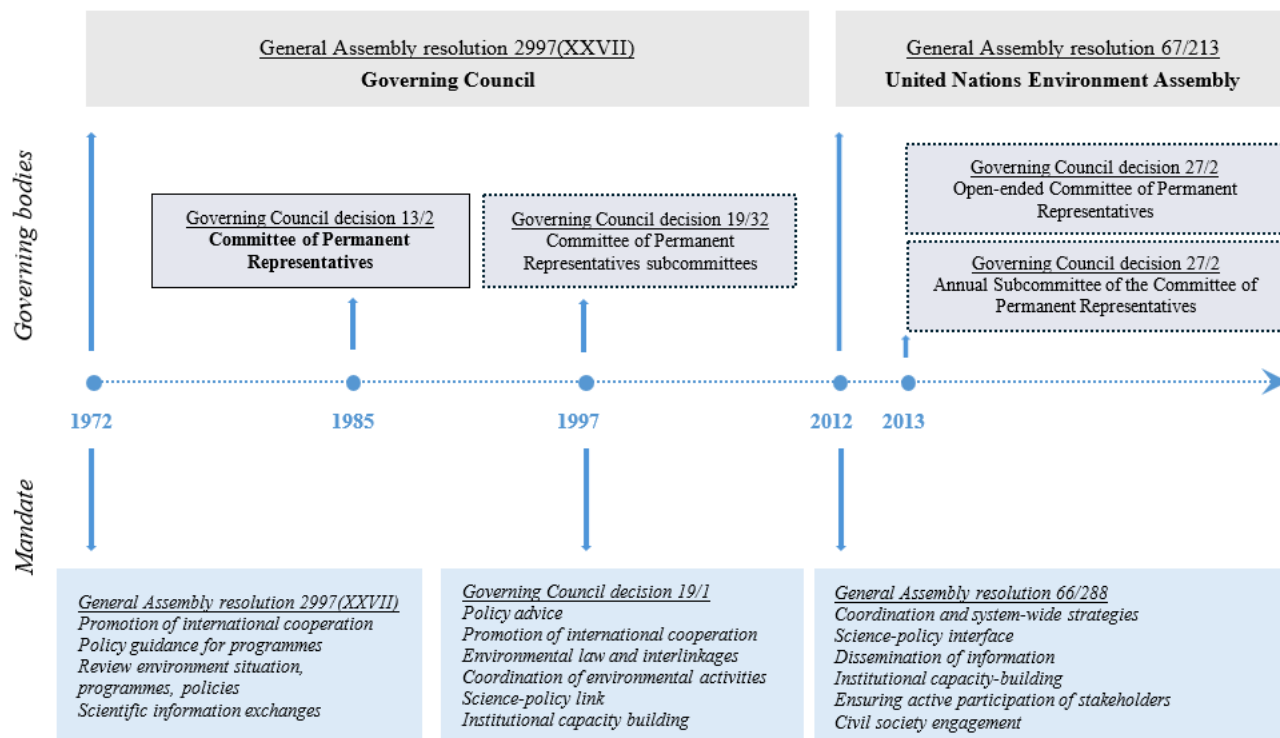 General Assembly resolution 2997(XXVII)
Governing Council
General Assembly resolution 67/213
United Nations Environment Assembly
Governing bodies
Governing Council decision 13/2
Committee of Permanent
Representatives
Governing Council decision 19/32
Committee of Permanent
Representatives subcommittees
Governing Council decision 27/2
Open-ended Committee of Permanent
Representatives
Governing Council decision 27/2
Annual Subcommittee of the Committee of
Permanent Representatives
1972
1985
1997
2012
2013
Mandate
General Assembly resolution 2997(XXVII)
Promotion of international cooperation
Policy guidance for programmes
Review environment situation,
programmes, policies
Scientific information exchanges
Governing Council decision 19/1
Policy advice
Promotion of international cooperation
Environmental law and interlinkages
Coordination of environmental activities
Science-policy link
Institutional capacity building
General Assembly resolution 66/288
Coordination and system-wide strategies
Science-policy interface
Dissemination of information
Institutional capacity-building
Ensuring active participation of stakeholders
Civil society engagement